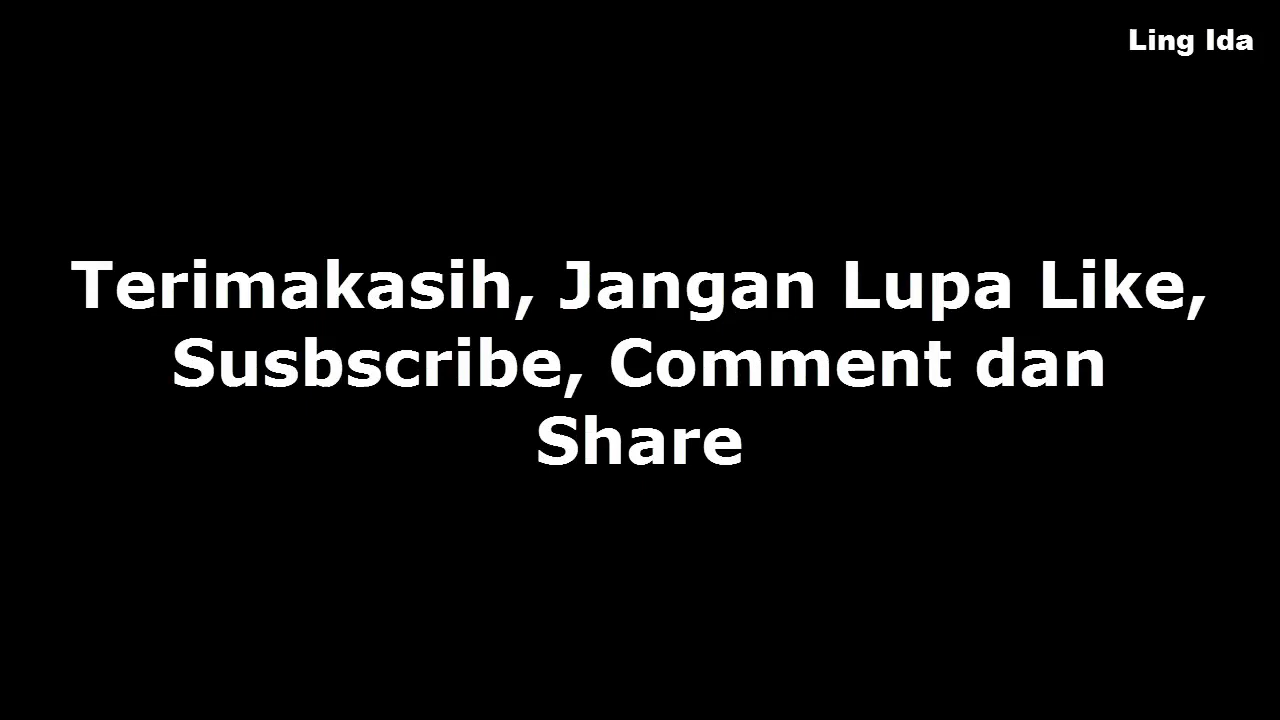 Ling Ida
Terimakasih, Jangan Lupa Like,
Susbscribe, Comment dan
Share